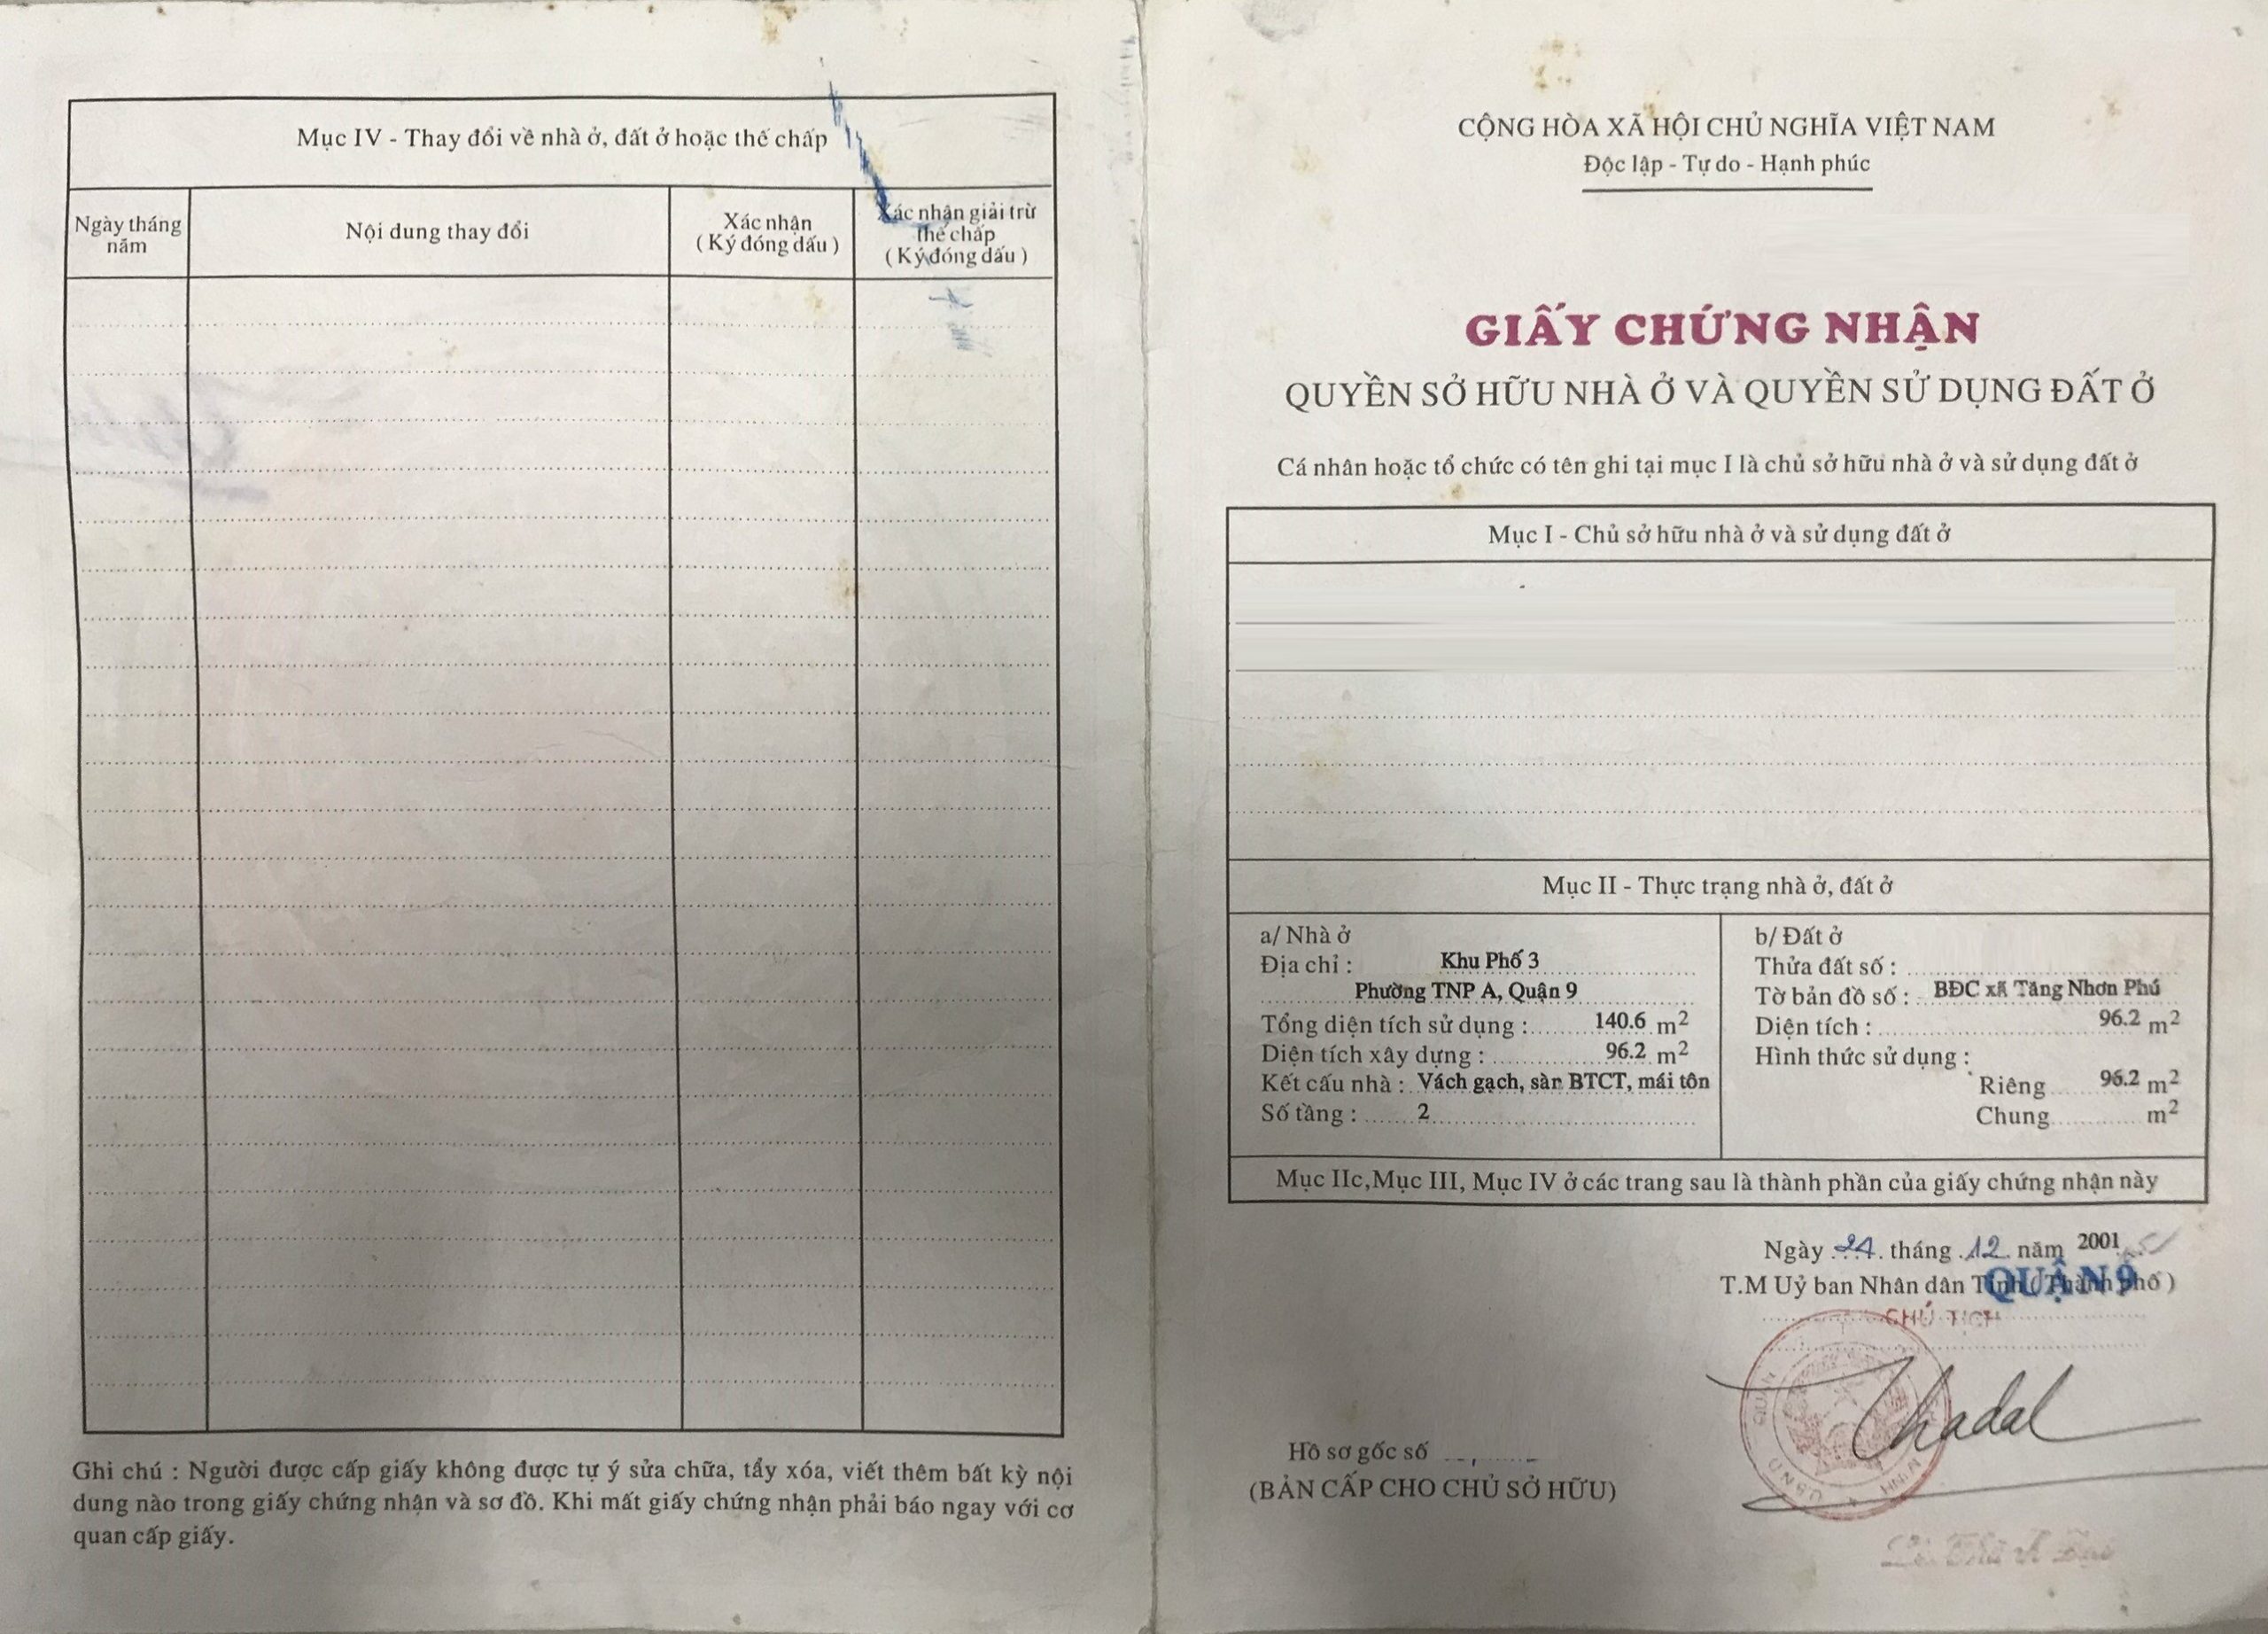 Mục IV - Thay đổi về nhà ở, đất ở hoặc thế chấp
Ngày tháng năm
Nội dung thay đổi
Xác nhận
( Ký đóng dấu )
Xác nhận giải trừ
thế chấp
( Ký đóng dấu )
Ghi chú : Người được cấp giấy không được tự ý sửa chữa, tẩy xóa, viết thêm bất kỳ nội
dung nào trong giấy chứng nhận và sơ đồ. Khi mất giấy chứng nhận phải báo ngay với cơ
quan cấp giấy.
CỘNG HÒA XÃ HỘI CHỦ NGHĨA VIỆT NAM
Độc lập - Tự do - Hạnh phúc
GIẤY CHỨNG NHẬN
QUYỀN SỞ HỮU NHÀ Ở VÀ QUYỀN SỬ DỤNG ĐẤT Ở
Cá nhân hoặc tổ chức có tên ghi tại mục I là chủ sở hữu nhà ở và sử dụng đất ở
Mục I - Chủ sở hữu nhà ở và sử dụng đất ở
Mục II - Thực trạng nhà ở, đất ở
a/ Nhà ở
Địa chỉ : Khu Phố 3
Phường TNP A, Quận 9
Tổng diện tích sử dụng : 140.6 m2
Diện tích xây dựng : 96.2 m2
Kết cấu nhà : Vách gạch, sàn BTCT, mái tôn
Số tầng : 2
b/ Đất ở
Thửa đất số :
Tờ bản đồ số : BĐC xã Tăng Nhơn Phú
Diện tích : 96.2 m2
Hình thức sử dụng :
Riêng 96.2 m2
Chung m2
Mục IIc, Mục III, Mục IV ở các trang sau là thành phần của giấy chứng nhận này
Ngày 24 tháng 12 năm 2001
T.M Uỷ ban Nhân dân Tỉnh ( Thành phố )
QUẬN 9
CHỦ TỊCH
Hồ sơ gốc số
(BẢN CẤP CHO CHỦ SỞ HỮU)